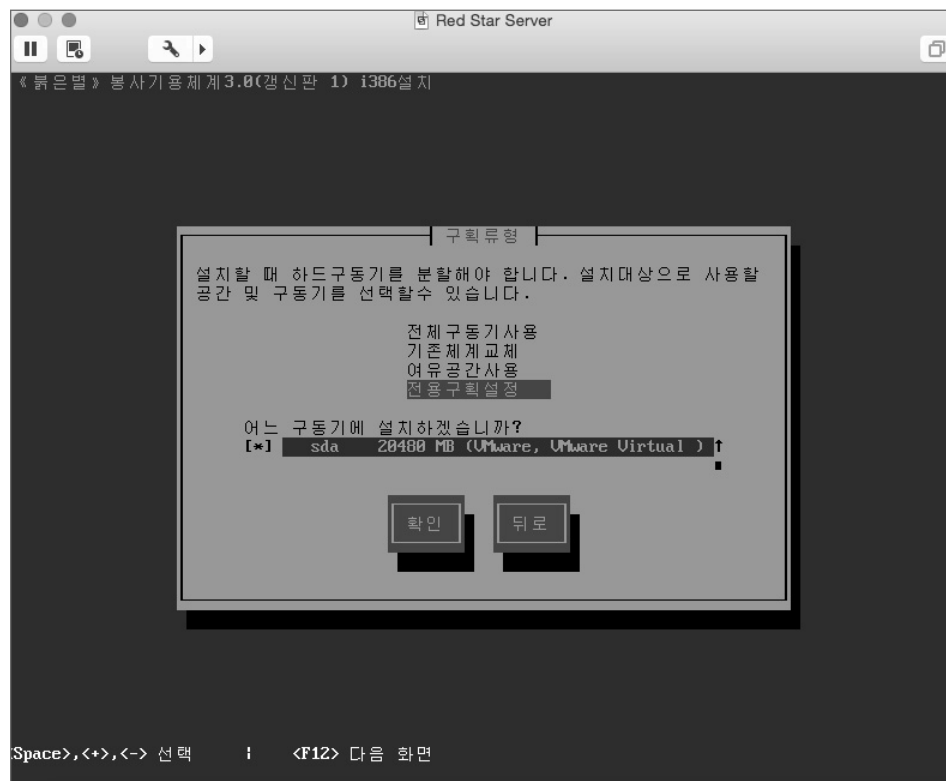 Red Star Server
《붉은별》봉사기용체계3.0(갱신판 1) i386설치
구획류형
설치할 때 하드구동기를 분할해야 합니다. 설치대상으로 사용할
공간 및 구동기를 선택할수 있습니다.
전체구동기사용
기존체계교체
여유공간사용
전용구획설정
어느 구동기에 설치하겠습니까?
[*] sda 20480 MB (VMware, VMware Virtual ) ↑
확인 뒤로
Space>,<+>,<-> 선택 | <F12> 다음 화면